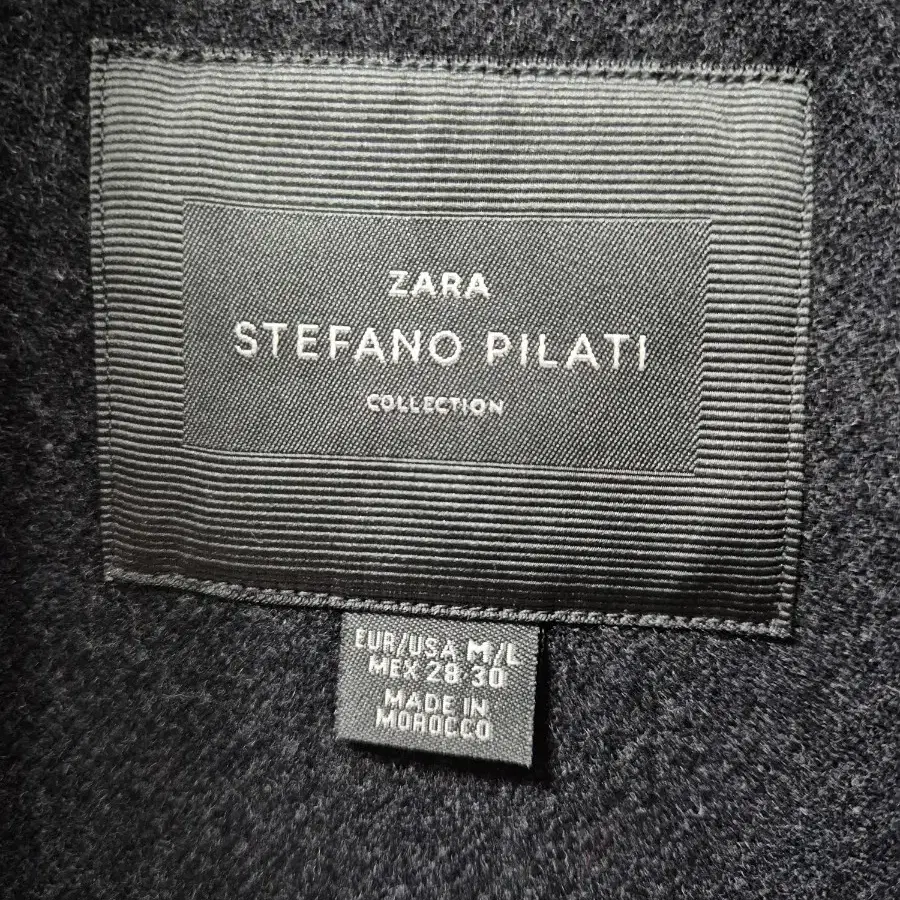 ZARA
STEFANO PILATI
COLLECTION
EUR/USA M/L
MEX 28-30
MADE IN
MOROCCO